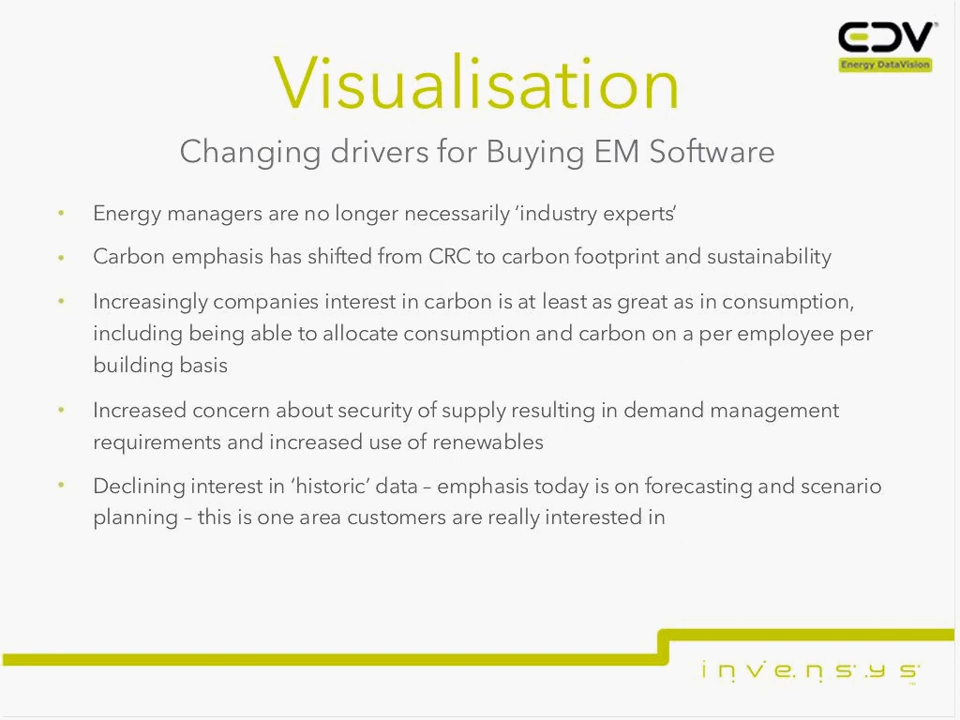 EDV
Energy DataVision
Visualisation
Changing drivers for Buying EM Software
• Energy managers are no longer necessarily ‘industry experts‘
• Carbon emphasis has shifted from CRC to carbon footprint and sustainability
• Increasingly companies interest in carbon is at least as great as in consumption,
including being able to allocate consumption and carbon on a per employee per
building basis
• Increased concern about security of supply resulting in demand management
requirements and increased use of renewables
• Declining interest in ‘historic’ data – emphasis today is on forecasting and scenario
planning – this is one area customers are really interested in
invensys